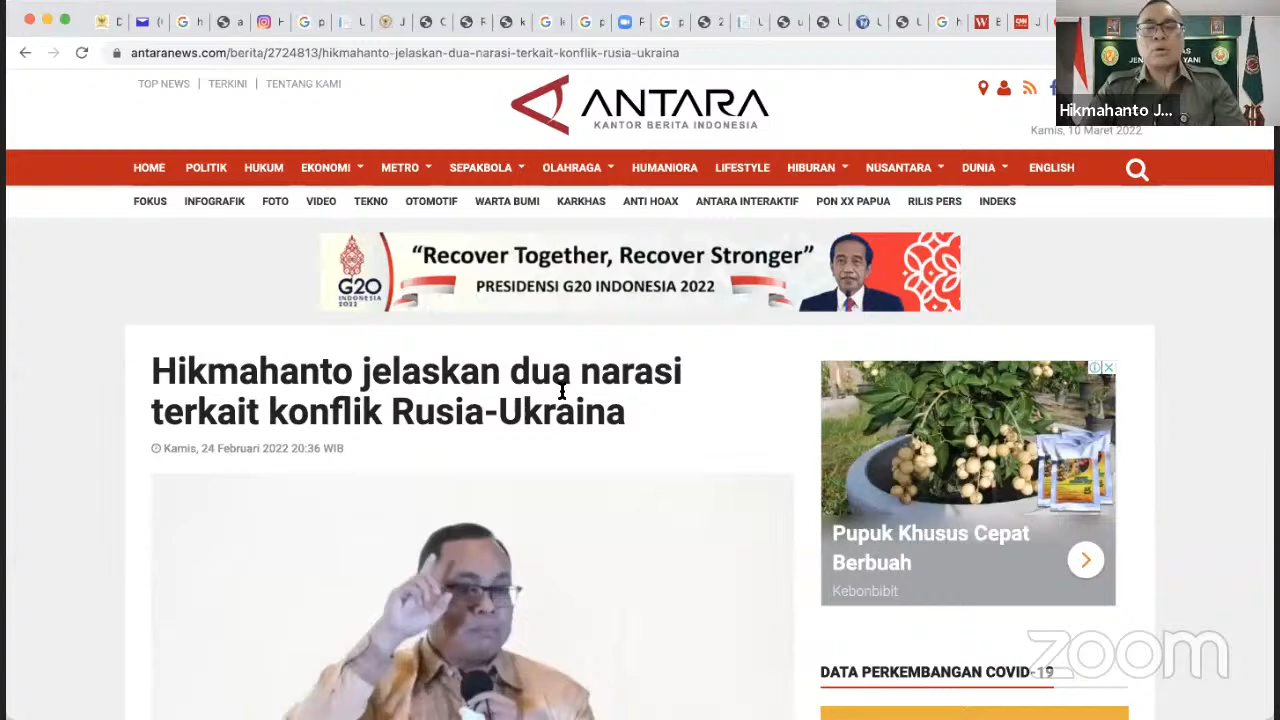 antaranews.com/berita/2724813/hikmahanto-jelaskan-dua-narasi-terkait-konflik-rusia-ukraina
TOP NEWS | TERKINI | TENTANG KAMI
ANTARA
KANTOR BERITA INDONESIA
Hikmahanto J...
Kamis, 10 Maret 2022
HOME POLITIK HUKUM EKONOMI METRO SEPAKBOLA OLAHRAGA HUMANIORA LIFESTYLE HIBURAN NUSANTARA DUNIA ENGLISH
FOKUS INFOGRAFIK FOTO VIDEO TEKNO OTOMOTIF WARTA BUMI KARKHAS ANTI HOAX ANTARA INTERAKTIF PON XX PAPUA RILIS PERS INDEKS
G20
INDONESIA
2022
“Recover Together, Recover Stronger”
PRESIDENSI G20 INDONESIA 2022
Hikmahanto jelaskan dua narasi
terkait konflik Rusia-Ukraina
Kamis, 24 Februari 2022 20:36 WIB
Pupuk Khusus Cepat
Berbuah
Kebonbibit
zoom
DATA PERKEMBANGAN COVID-19